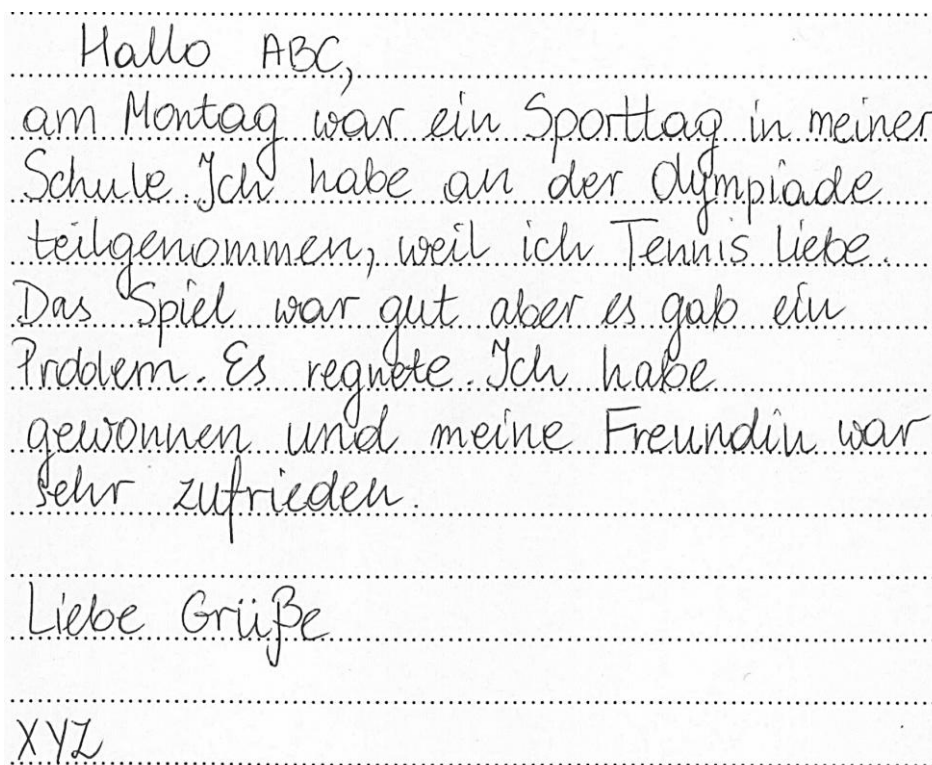 Hallo ABC,
am Montag war ein Sporttag in meiner
Schule. Ich habe an der Olympiade
teilgenommen, weil ich Tennis liebe.
Das Spiel war gut aber es gab ein
Problem. Es regnete. Ich habe
gewonnen und meine Freundin war
sehr zufrieden.
Liebe Grüße
XYZ